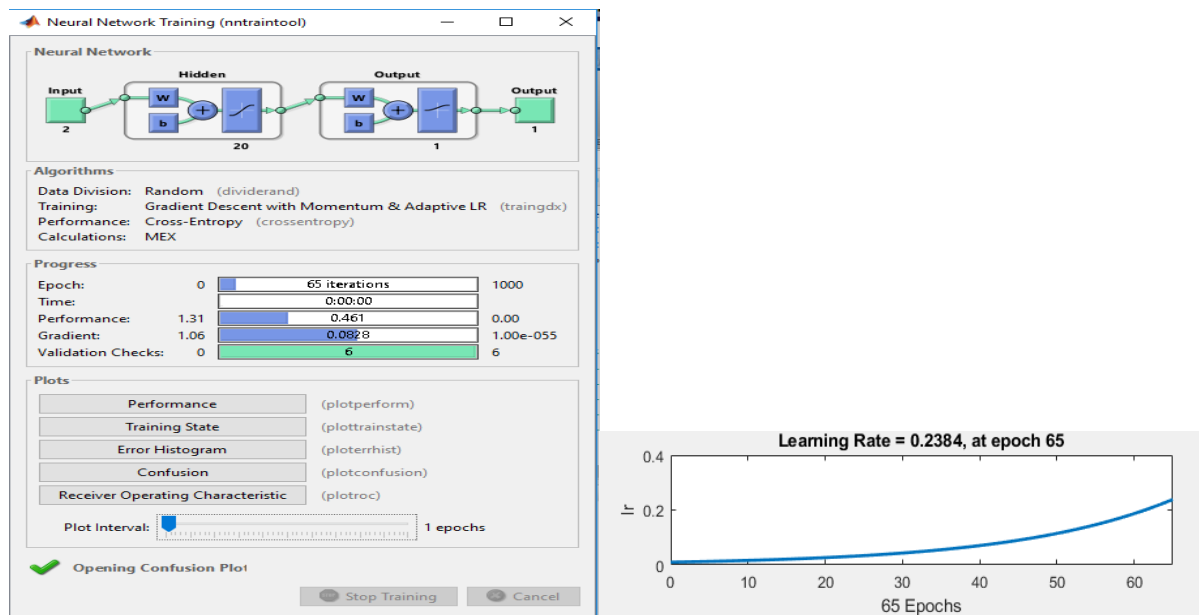 Neural Network Training (nntraintool)
Neural Network
Hidden Output
Input Output
W W
+ +
b b
2 1
20 1
Algorithms
Data Division: Random (dividerand)
Training: Gradient Descent with Momentum & Adaptive LR (traingdx)
Performance: Cross-Entropy (crossentropy)
Calculations: MEX
Progress
Epoch: 0 65 iterations 1000
Time: 0:00:00
Performance: 1.31 0.461 0.00
Gradient: 1.06 0.0828 1.00e-055
Validation Checks: 0 6 6
Plots
Performance (plotperform)
Training State (plottrainstate)
Error Histogram (ploterrhist)
Confusion (plotconfusion)
Receiver Operating Characteristic (plotroc)
Plot Interval: 1 epochs
Opening Confusion Plot
Stop Training Cancel
Learning Rate = 0.2384, at epoch 65
0.4
0.2
0
lr
0 10 20 30 40 50 60
65 Epochs